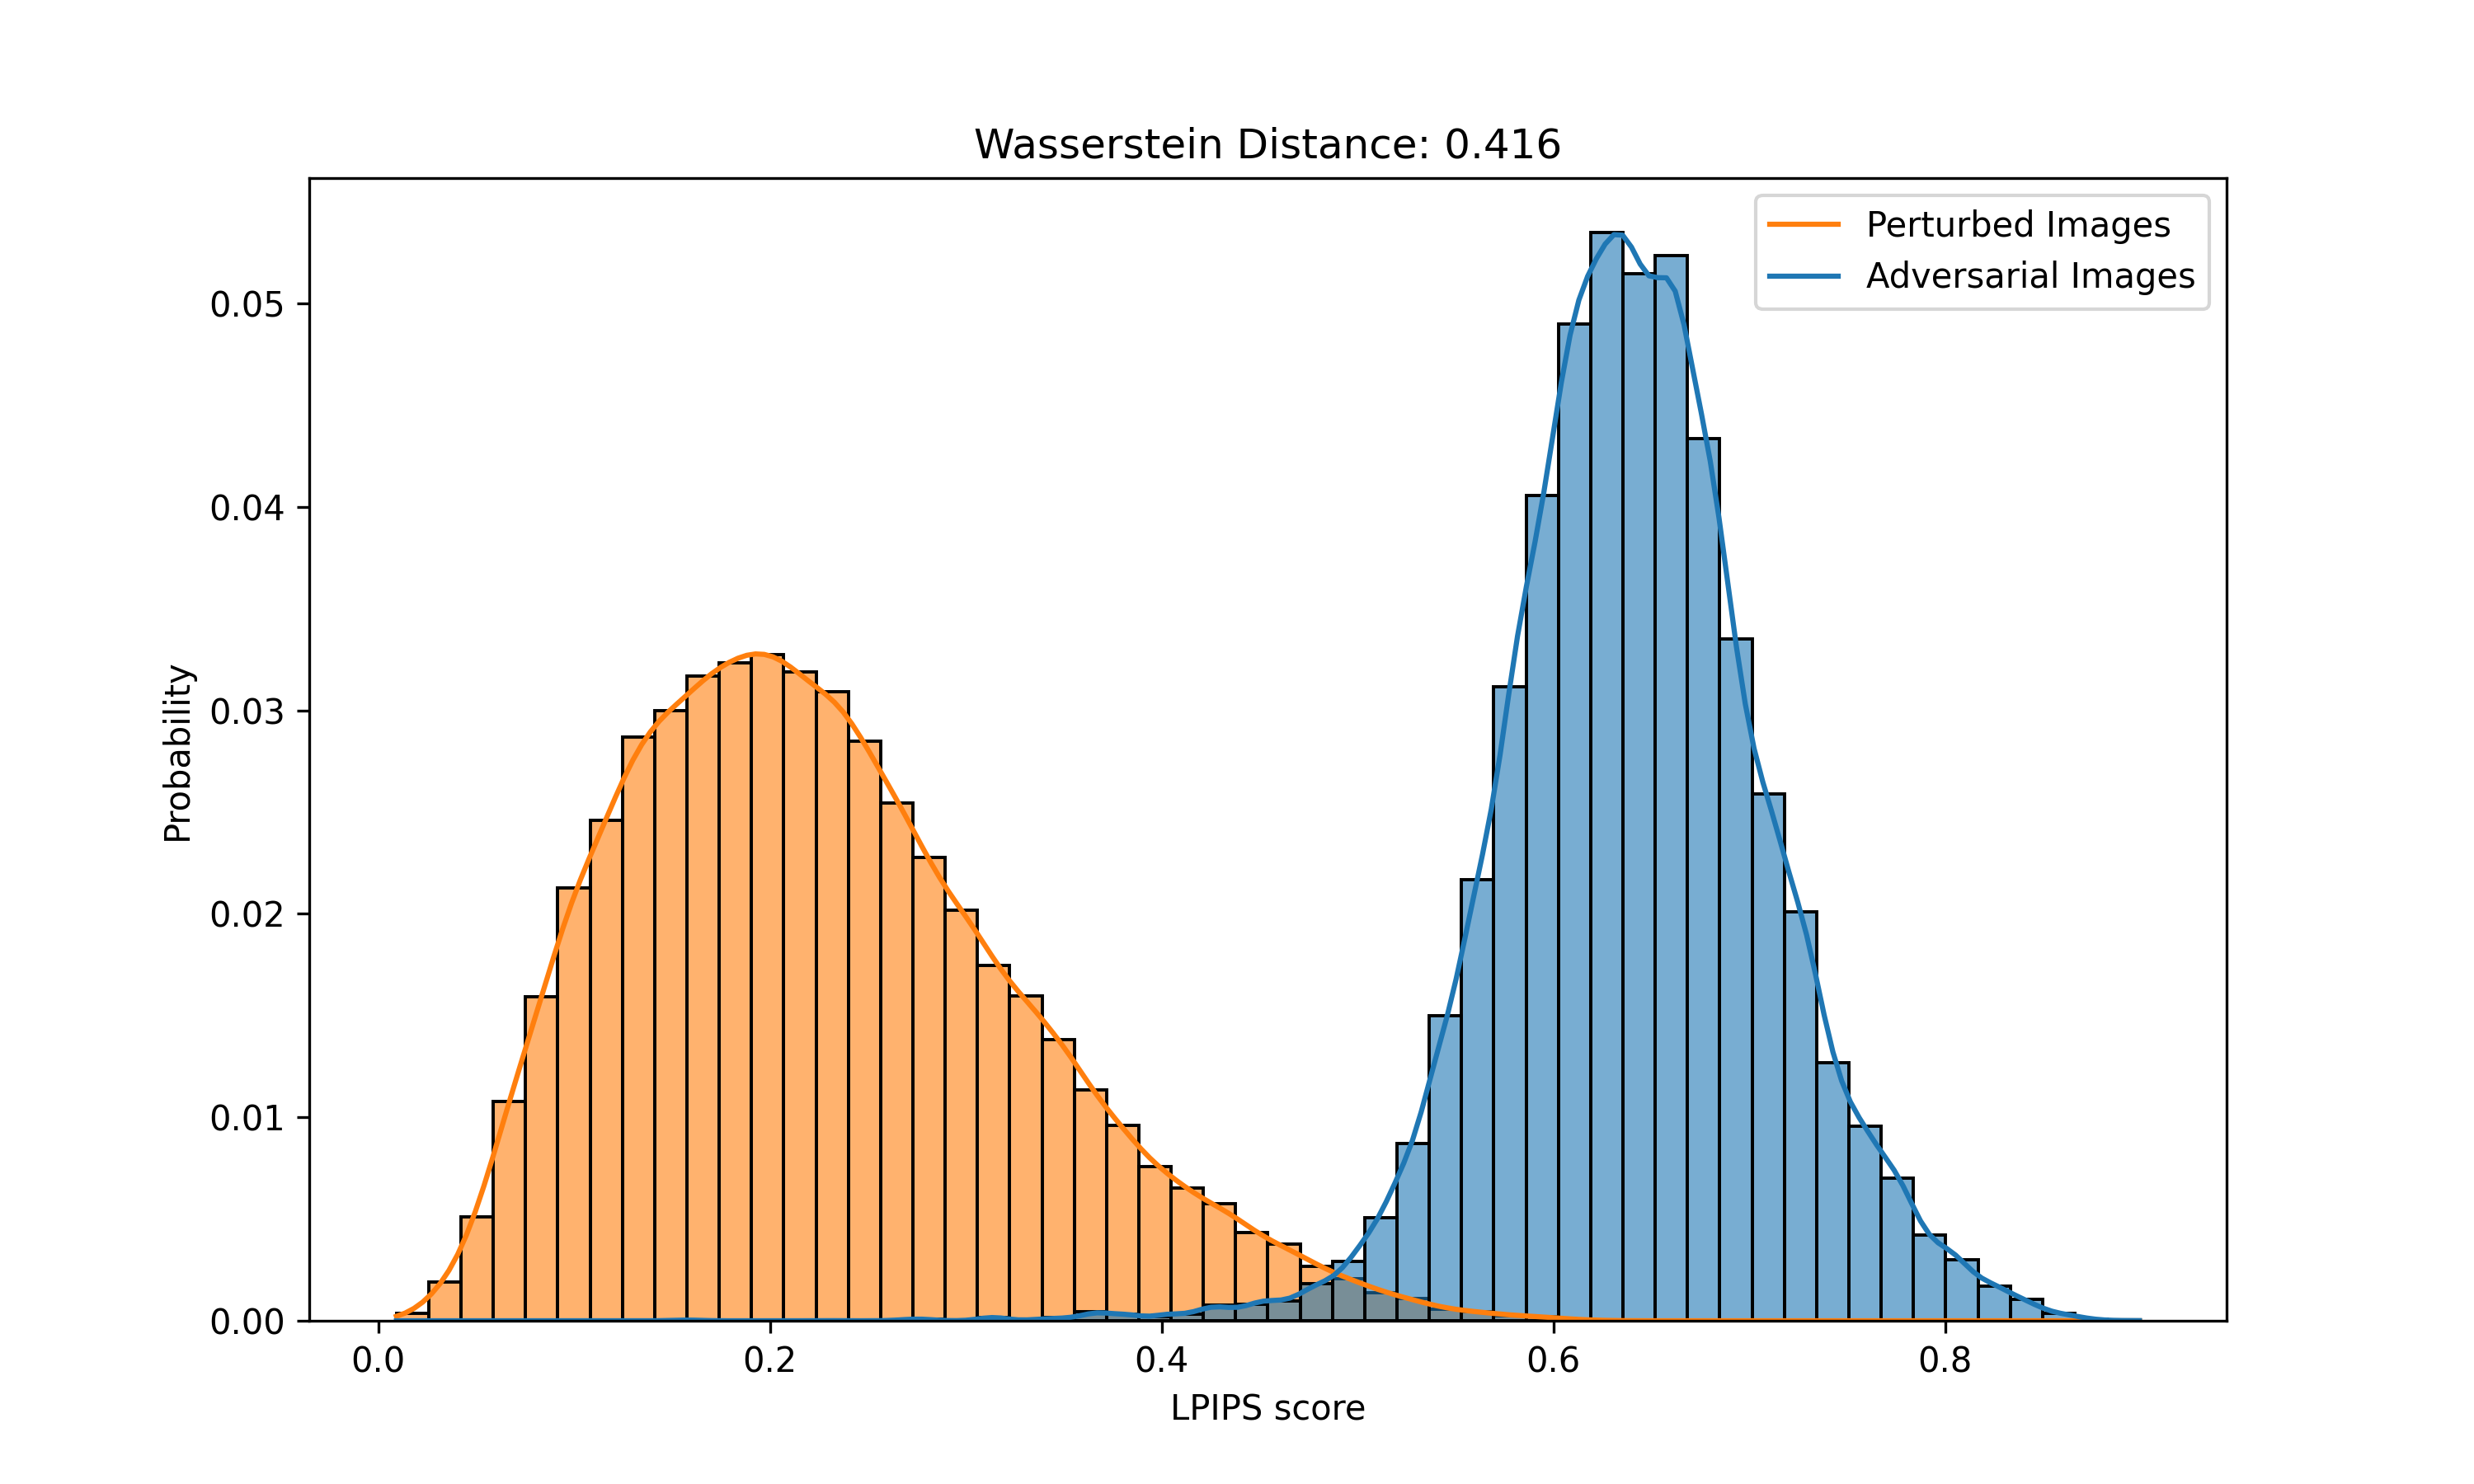 Wasserstein Distance: 0.416
Perturbed Images
Adversarial Images
Probability
0.05
0.04
0.03
0.02
0.01
0.00
0.0 0.2 0.4 0.6 0.8
LPIPS score